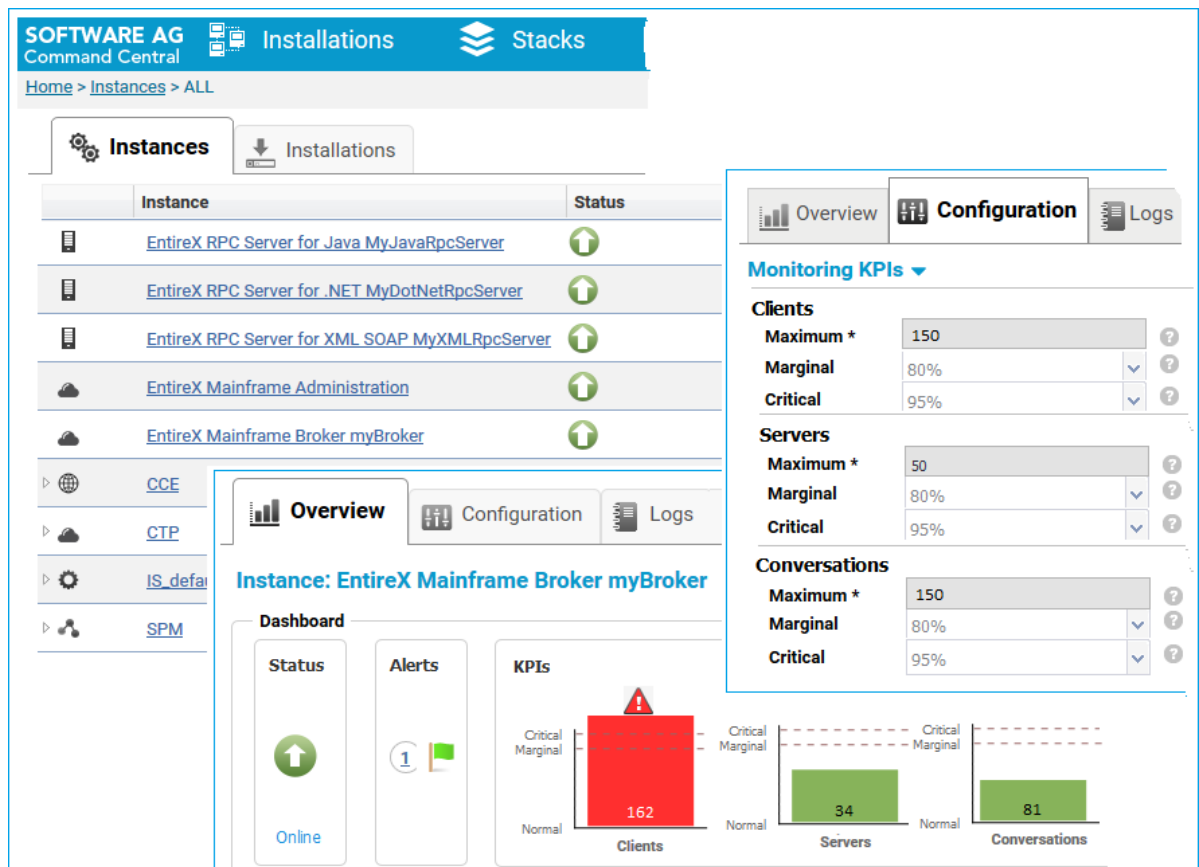 SOFTWARE AG
Command Central
Installations
Stacks
Home > Instances > ALL
Instances
Installations
Instance Status
EntireX RPC Server for Java MyJavaRpcServer
EntireX RPC Server for .NET MyDotNetRpcServer
EntireX RPC Server for XML SOAP MyXMLRpcServer
EntireX Mainframe Administration
EntireX Mainframe Broker myBroker
CCE
CTP
SPM
Overview
Configuration
Logs
Monitoring KPIs
Clients
Maximum * 150
Marginal 80%
Critical 95%
Servers
Maximum * 50
Marginal 80%
Critical 95%
Conversations
Maximum * 150
Marginal 80%
Critical 95%
Overview
Configuration
Logs
Instance: EntireX Mainframe Broker myBroker
Dashboard
Status
Online
Alerts
1
KPIs
Critical
Marginal
Normal
162
Clients
Critical
Marginal
Normal
34
Servers
Critical
Marginal
Normal
81
Conversations